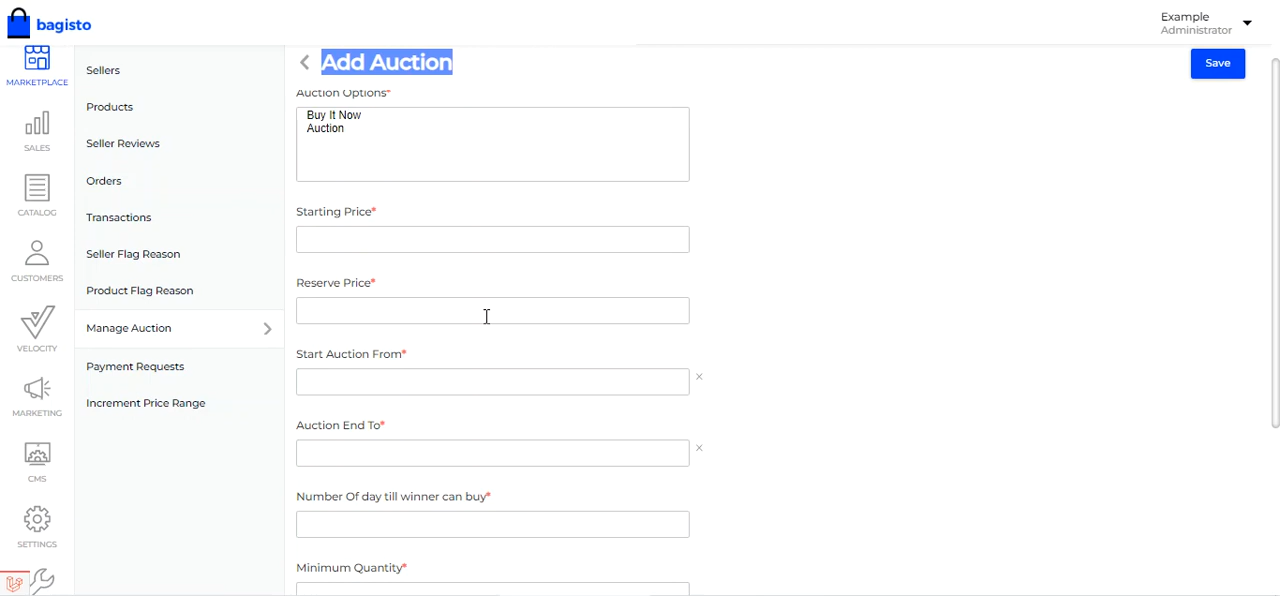 bagisto
Example
Administrator
MARKETPLACE
SALES
CATALOG
CUSTOMERS
VELOCITY
MARKETING
CMS
SETTINGS
Sellers
Products
Seller Reviews
Orders
Transactions
Seller Flag Reason
Product Flag Reason
Manage Auction
Payment Requests
Increment Price Range
Add Auction
Save
Auction Options*
Buy It Now
Auction
Starting Price*
Reserve Price*
Start Auction From*
Auction End To*
Number Of day till winner can buy*
Minimum Quantity*